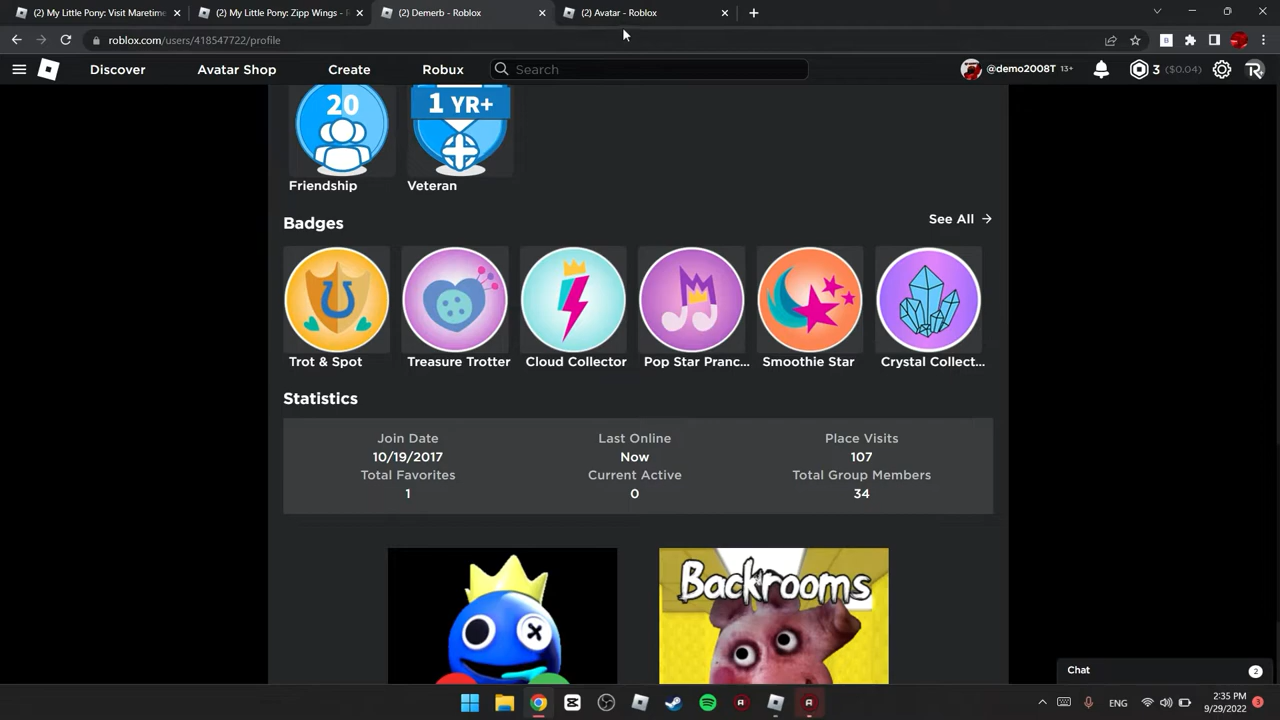 (2) My Little Pony: Visit Maretime
(2) My Little Pony: Zipp Wings -
(2) Demerb - Roblox
(2) Avatar - Roblox
roblox.com/users/418547722/profile
Discover
Avatar Shop
Create
Robux
Search
@demo2008T 13+
3 ($0.04)
20
1 YR+
Friendship
Veteran
Badges
See All
Trot & Spot
Treasure Trotter
Cloud Collector
Pop Star Pranc...
Smoothie Star
Crystal Collect...
Statistics
Join Date
Last Online
Place Visits
10/19/2017
Now
107
Total Favorites
Current Active
Total Group Members
1
0
34
Backrooms
Chat
2
ENG
2:35 PM
9/29/2022
3